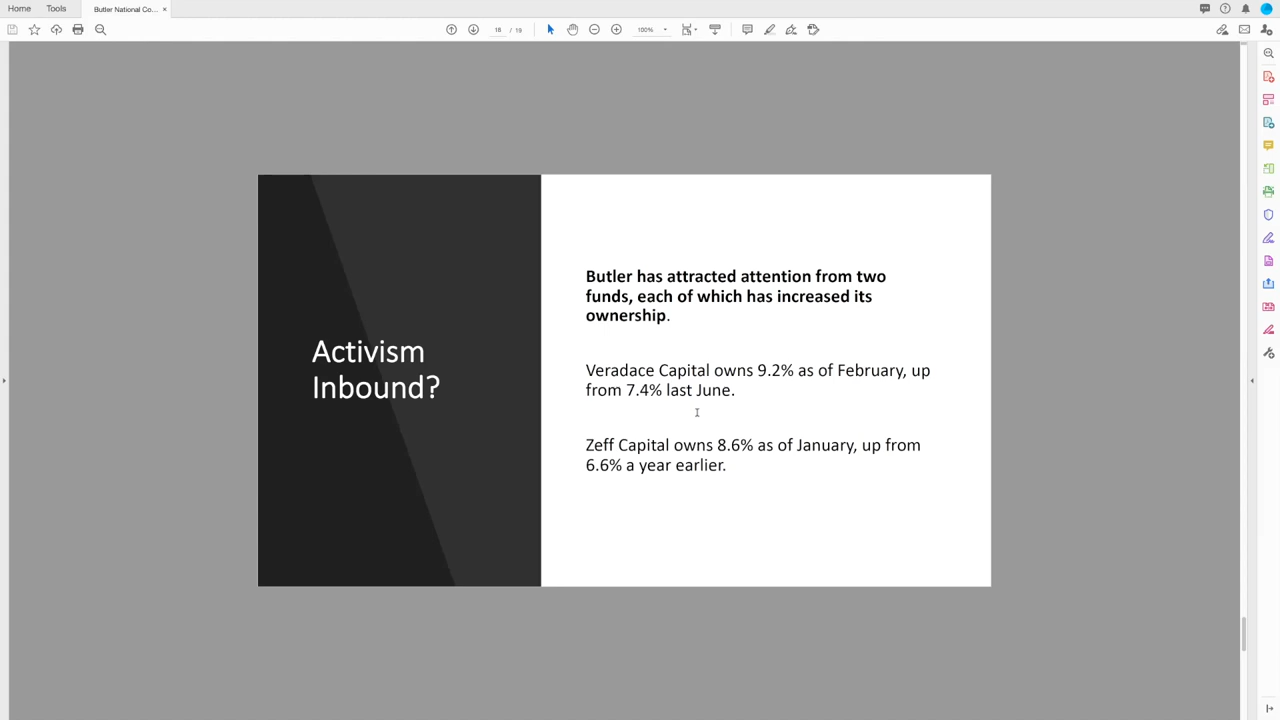 Home
Tools
Butler National Co... ×
18 / 19
100%
Activism
Inbound?
Butler has attracted attention from two
funds, each of which has increased its
ownership.
Veradace Capital owns 9.2% as of February, up
from 7.4% last June.
Zeff Capital owns 8.6% as of January, up from
6.6% a year earlier.